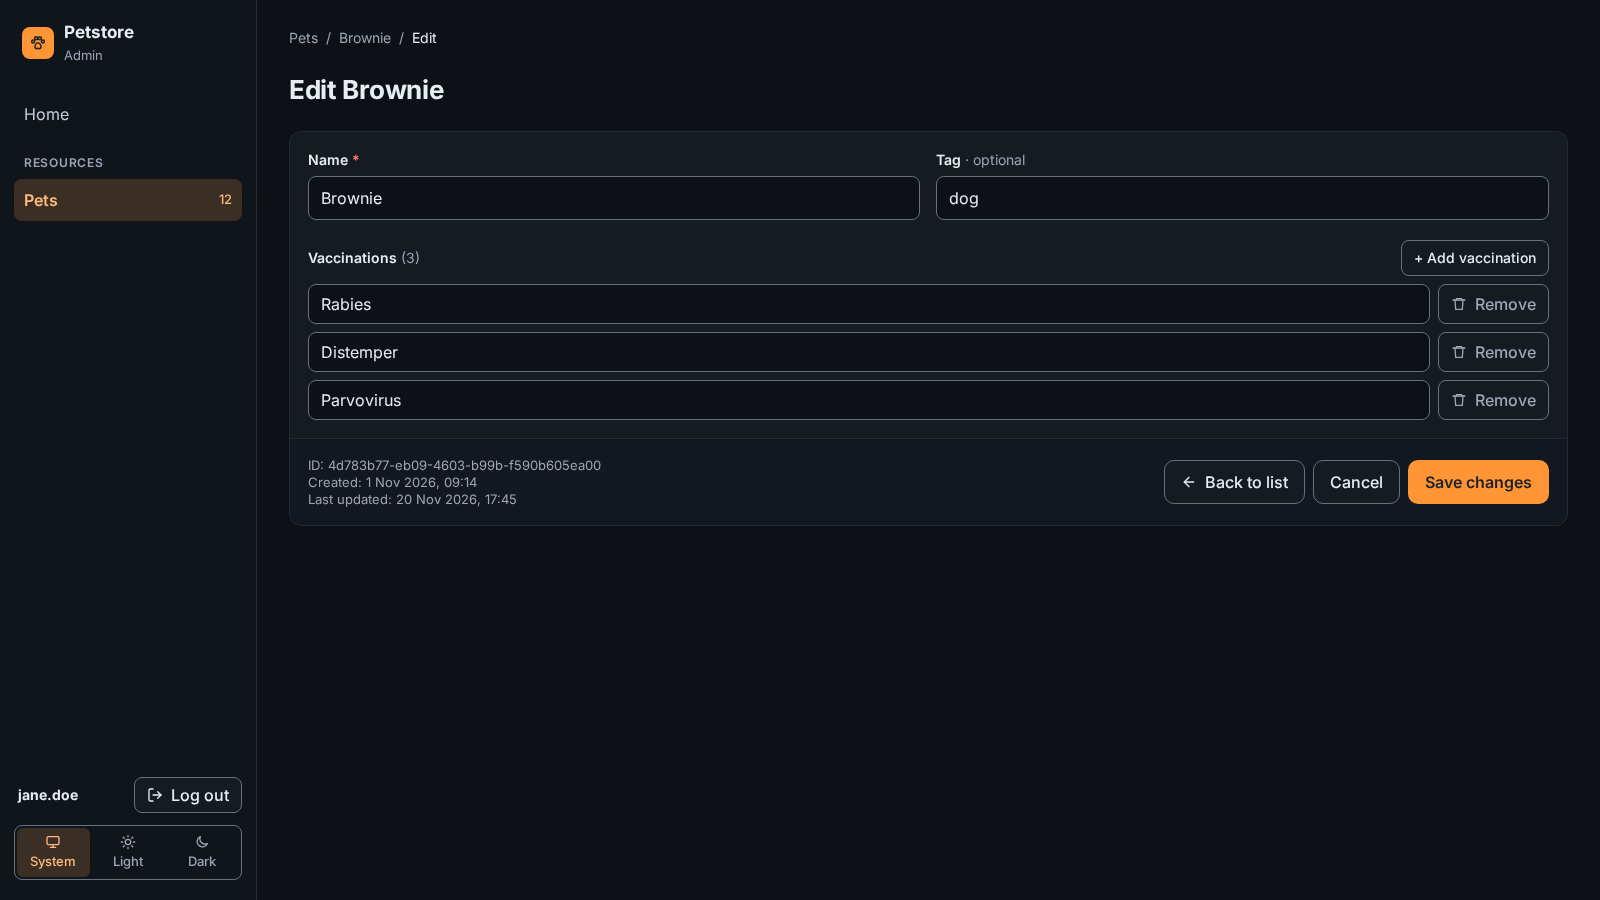 Petstore
Admin
Home
RESOURCES
Pets 12
jane.doe
Log out
System
Light
Dark
Pets / Brownie / Edit
Edit Brownie
Name *
Brownie
Tag · optional
dog
Vaccinations (3)
+ Add vaccination
Rabies
Remove
Distemper
Remove
Parvovirus
Remove
ID: 4d783b77-eb09-4603-b99b-f590b605ea00
Created: 1 Nov 2026, 09:14
Last updated: 20 Nov 2026, 17:45
Back to list
Cancel
Save changes